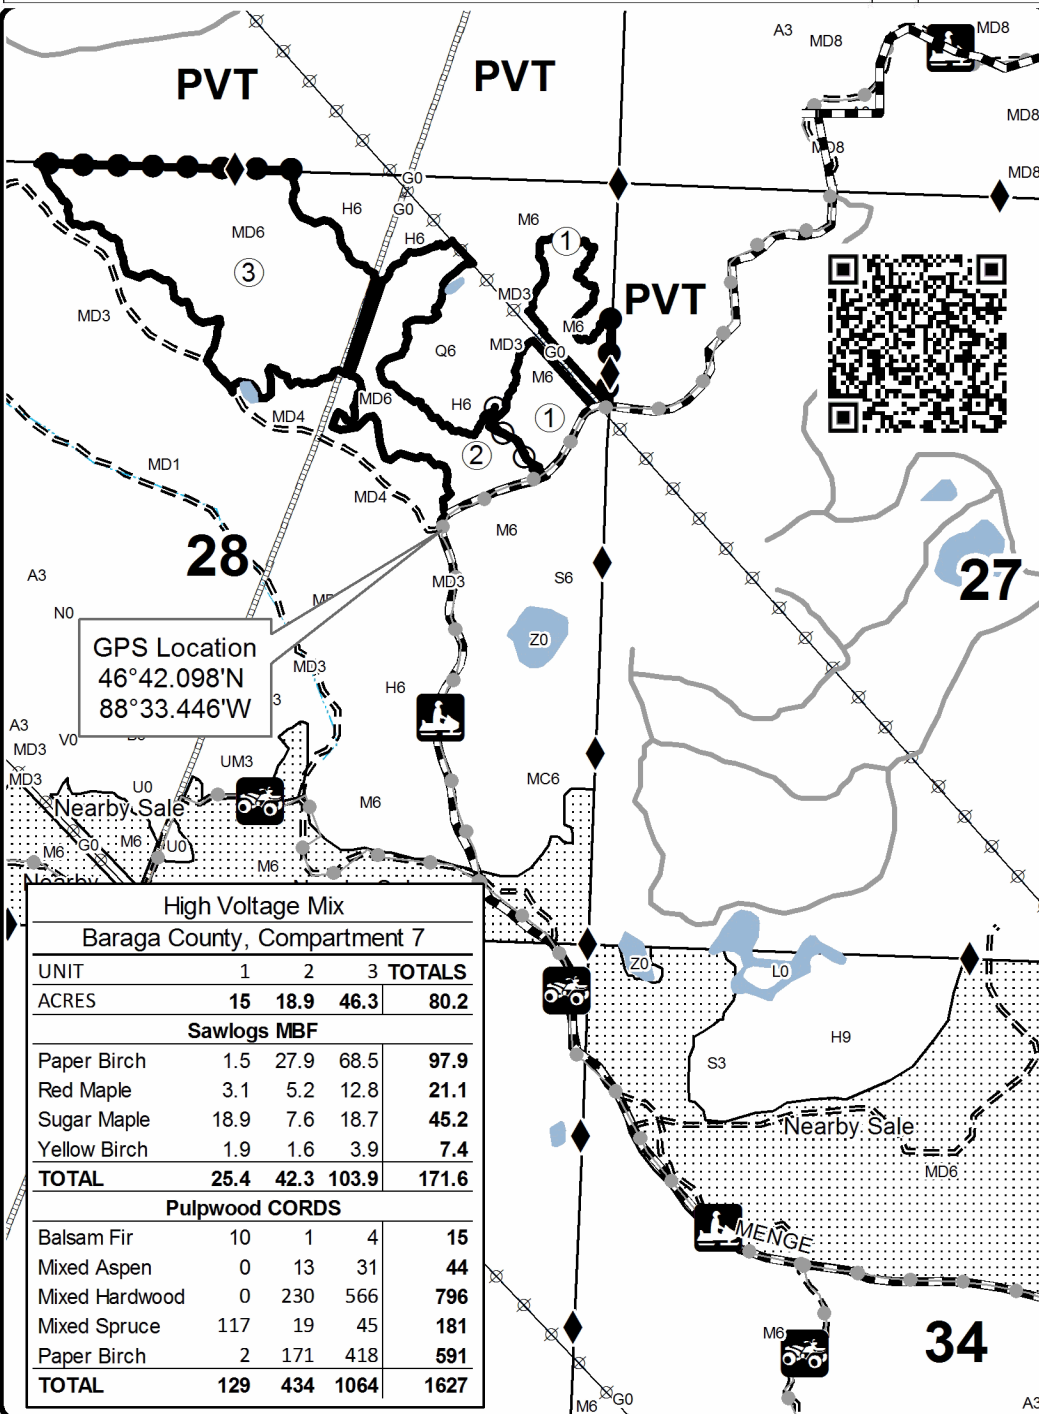 A3
MD8
MD8
PVT
PVT
MD8
MD8
MD8
G0
G0
H6
H6
M6
MD6
1
3
MD3
PVT
MD3
M6
MD3
G0
Q6
M6
MD6
H6
1
MD4
2
MD1
MD4
M6
28
27
A3
MD3
S6
N0
GPS Location
46°42.098'N
88°33.446'W
Z0
MD3
H6
3
A3
V0
MD3
UM3
MD3
U0
MC6
Nearby Sale
M6
G0
M6
U0
M6
M6
Nearby
High Voltage Mix
Baraga County, Compartment 7
UNIT 1 2 3 TOTALS
ACRES 15 18.9 46.3 80.2
Sawlogs MBF
Paper Birch 1.5 27.9 68.5 97.9
Red Maple 3.1 5.2 12.8 21.1
Sugar Maple 18.9 7.6 18.7 45.2
Yellow Birch 1.9 1.6 3.9 7.4
TOTAL 25.4 42.3 103.9 171.6
Pulpwood CORDS
Balsam Fir 10 1 4 15
Mixed Aspen 0 13 31 44
Mixed Hardwood 0 230 566 796
Mixed Spruce 117 19 45 181
Paper Birch 2 171 418 591
TOTAL 129 434 1064 1627
Z0
L0
H9
S3
Nearby Sale
MD6
MENGE
M6
34
G0
M6
A3